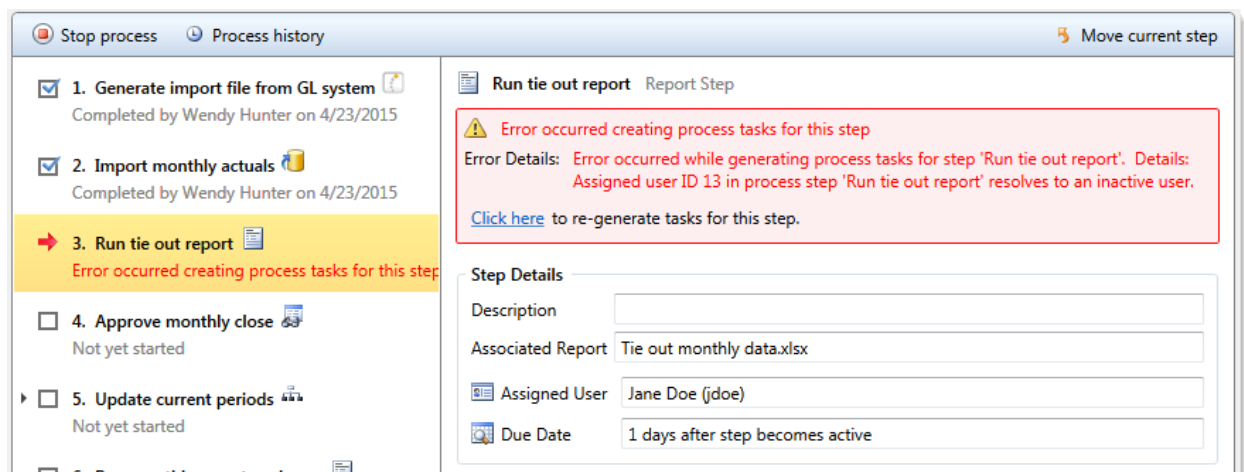 Stop process Process history Move current step
1. Generate import file from GL system
Completed by Wendy Hunter on 4/23/2015
2. Import monthly actuals
Completed by Wendy Hunter on 4/23/2015
3. Run tie out report
Error occurred creating process tasks for this step
4. Approve monthly close
Not yet started
5. Update current periods
Not yet started
Run tie out report Report Step
Error occurred creating process tasks for this step
Error Details: Error occurred while generating process tasks for step 'Run tie out report'. Details:
Assigned user ID 13 in process step 'Run tie out report' resolves to an inactive user.
Click here to re-generate tasks for this step.
Step Details
Description
Associated Report Tie out monthly data.xlsx
Assigned User Jane Doe (jdoe)
Due Date 1 days after step becomes active